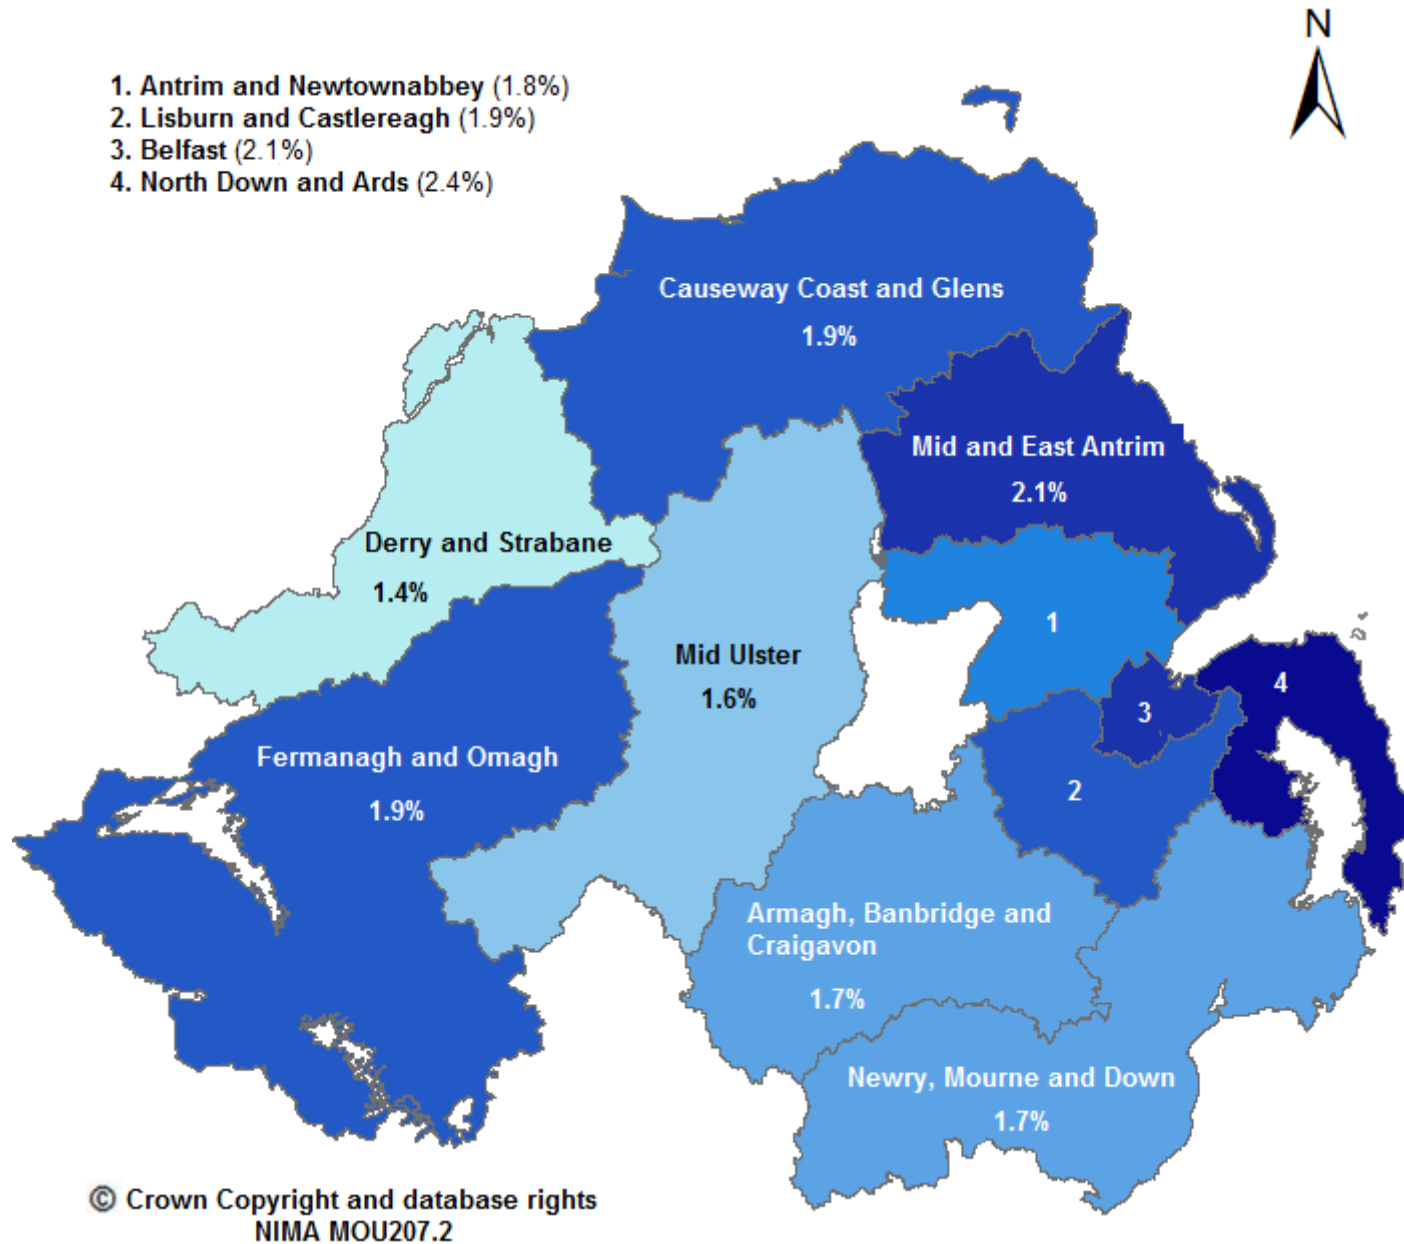 N
1. Antrim and Newtownabbey (1.8%)
2. Lisburn and Castlereagh (1.9%)
3. Belfast (2.1%)
4. North Down and Ards (2.4%)
Causeway Coast and Glens
1.9%
Mid and East Antrim
2.1%
Derry and Strabane
1.4%
1
Mid Ulster
1.6%
4
3
Fermanagh and Omagh
1.9%
2
Armagh, Banbridge and
Craigavon
1.7%
Newry, Mourne and Down
1.7%
© Crown Copyright and database rights
NIMA MOU207.2